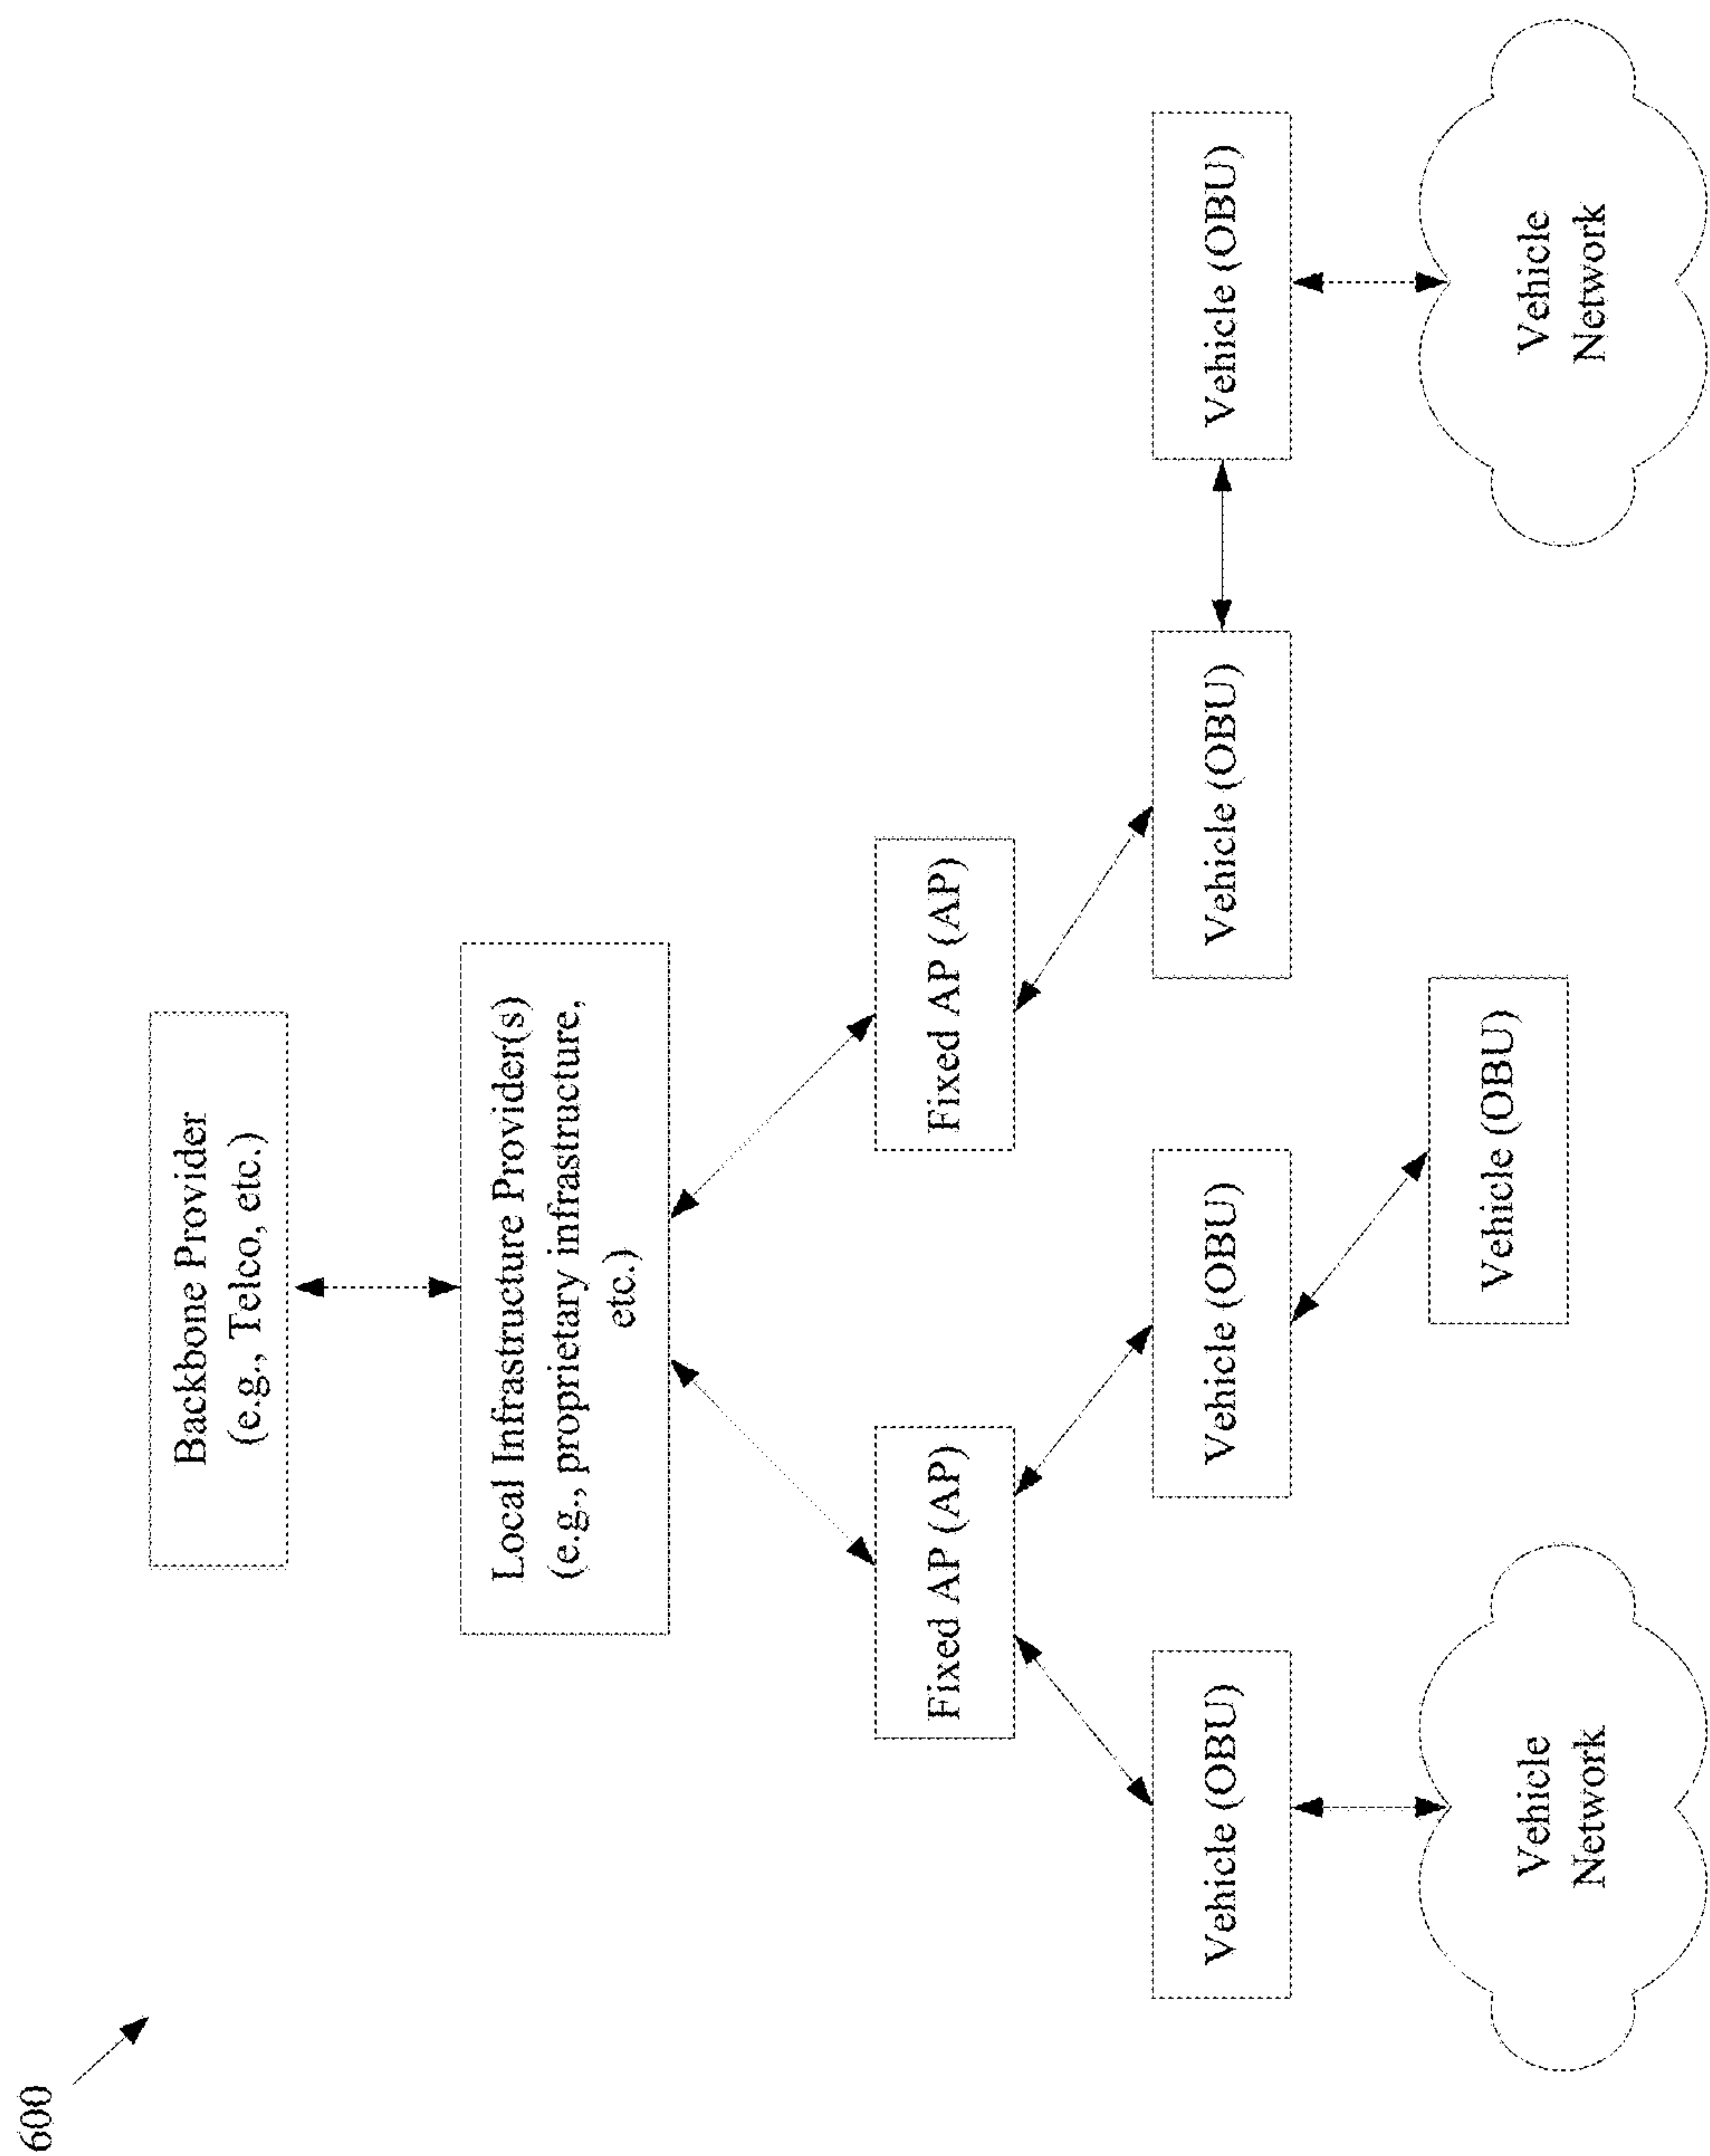 600
Backbone Provider
(e.g., Telco, etc.)
Local Infrastructure Provider(s)
(e.g., proprietary infrastructure,
etc.)
Fixed AP (AP)
Fixed AP (AP)
Vehicle (OBU)
Vehicle (OBU)
Vehicle (OBU)
Vehicle (OBU)
Vehicle
Network
Vehicle (OBU)
Vehicle
Network